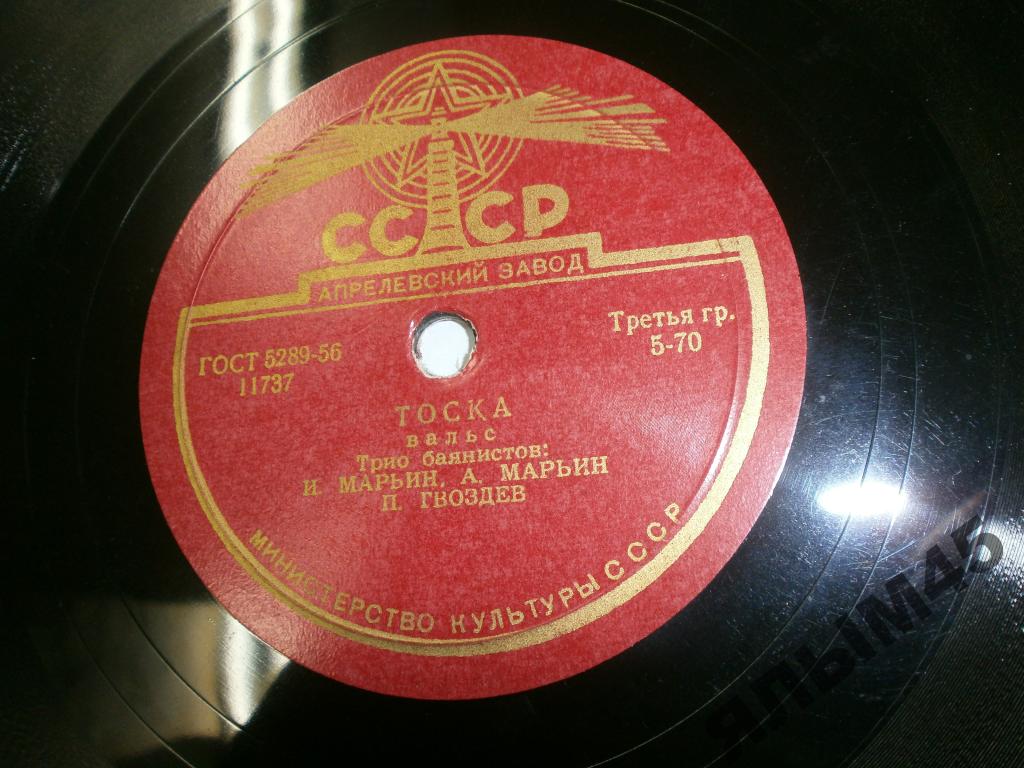 СССР
АПРЕЛЕВСКИЙ ЗАВОД
ГОСТ 5289-56
11737
Третья гр.
5-70
ТОСКА
вальс
Трио баянистов:
И. МАРЬИН, А. МАРЬИН
П. ГВОЗДЕВ
МИНИСТЕРСТВО КУЛЬТУРЫ СССР
ЯЛЫМ45